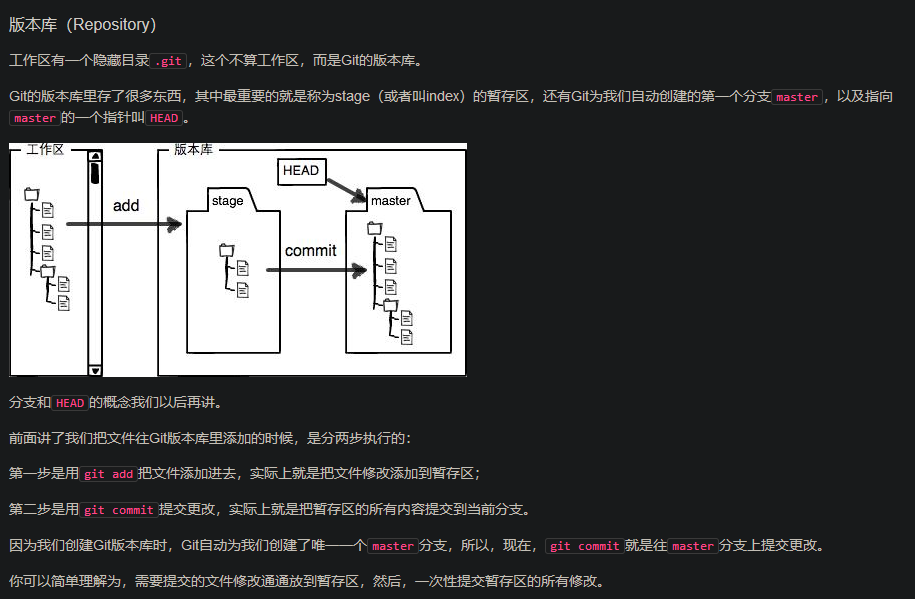 版本库（Repository）
工作区有一个隐藏目录.git，这个不算工作区，而是Git的版本库。
Git的版本库里存了很多东西，其中最重要的就是称为stage（或者叫index）的暂存区，还有Git为我们自动创建的第一个分支master，以及指向
master的一个指针叫HEAD。
工作区
版本库
HEAD
stage
master
add
commit
分支和HEAD的概念我们以后再讲。
前面讲了我们把文件往Git版本库里添加的时候，是分两步执行的：
第一步是用git add把文件添加进去，实际上就是把文件修改添加到暂存区；
第二步是用git commit提交更改，实际上就是把暂存区的所有内容提交到当前分支。
因为我们创建Git版本库时，Git自动为我们创建了唯一一个master分支，所以，现在，git commit就是往master分支上提交更改。
你可以简单理解为，需要提交的文件修改通通放到暂存区，然后，一次性提交暂存区的所有修改。